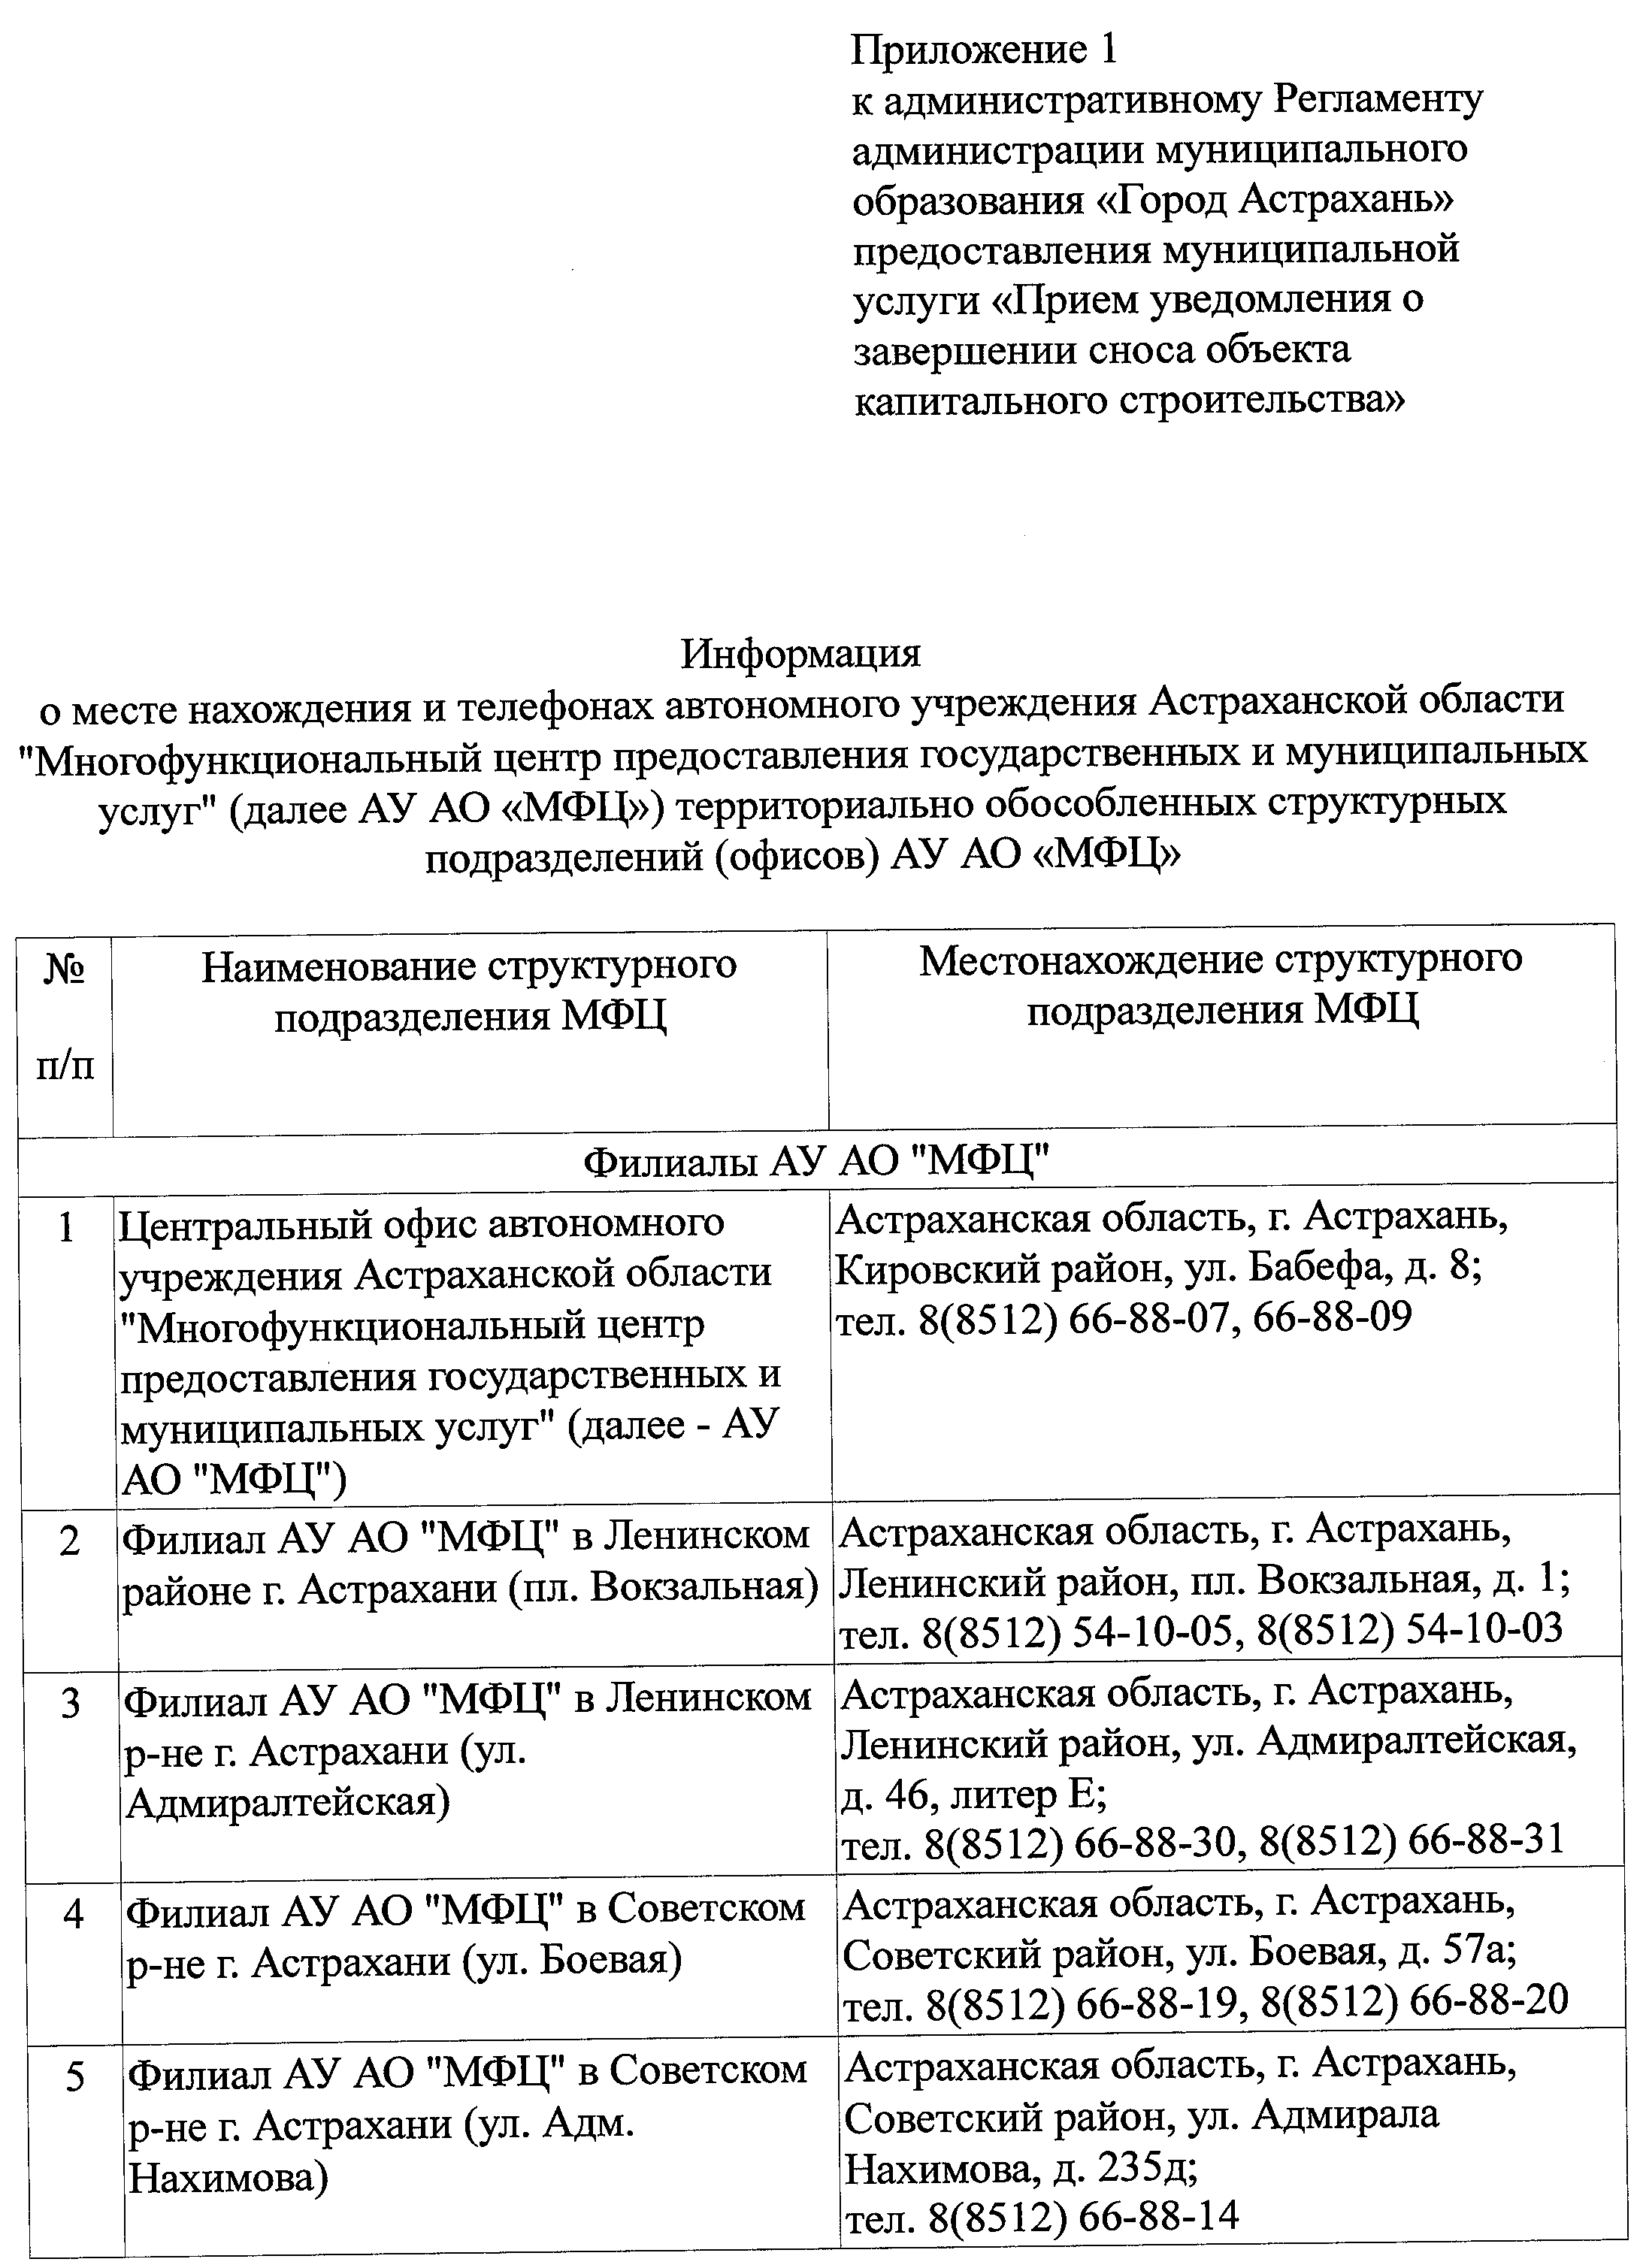 Приложение 1
к административному Регламенту
администрации муниципального
образования «Город Астрахань»
предоставления муниципальной
услуги «Прием уведомления о
завершении сноса объекта
капитального строительства»
Информация
о месте нахождения и телефонах автономного учреждения Астраханской области
"Многофункциональный центр предоставления государственных и муниципальных
услуг" (далее АУ АО «МФЦ») территориально обособленных структурных
подразделений (офисов) АУ АО «МФЦ»
№
п/п
Наименование структурного
подразделения МФЦ
Местонахождение структурного
подразделения МФЦ
Филиалы АУ АО "МФЦ"
1
Центральный офис автономного
учреждения Астраханской области
"Многофункциональный центр
предоставления государственных и
муниципальных услуг" (далее - АУ
АО "МФЦ")
Астраханская область, г. Астрахань,
Кировский район, ул. Бабефа, д. 8;
тел. 8(8512) 66-88-07, 66-88-09
2
Филиал АУ АО "МФЦ" в Ленинском
районе г. Астрахани (пл. Вокзальная)
Астраханская область, г. Астрахань,
Ленинский район, пл. Вокзальная, д. 1;
тел. 8(8512) 54-10-05, 8(8512) 54-10-03
3
Филиал АУ АО "МФЦ" в Ленинском
р-не г. Астрахани (ул.
Адмиралтейская)
Астраханская область, г. Астрахань,
Ленинский район, ул. Адмиралтейская,
д. 46, литер Е;
тел. 8(8512) 66-88-30, 8(8512) 66-88-31
4
Филиал АУ АО "МФЦ" в Советском
р-не г. Астрахани (ул. Боевая)
Астраханская область, г. Астрахань,
Советский район, ул. Боевая, д. 57а;
тел. 8(8512) 66-88-19, 8(8512) 66-88-20
5
Филиал АУ АО "МФЦ" в Советском
р-не г. Астрахани (ул. Адм.
Нахимова)
Астраханская область, г. Астрахань,
Советский район, ул. Адмирала
Нахимова, д. 235д;
тел. 8(8512) 66-88-14